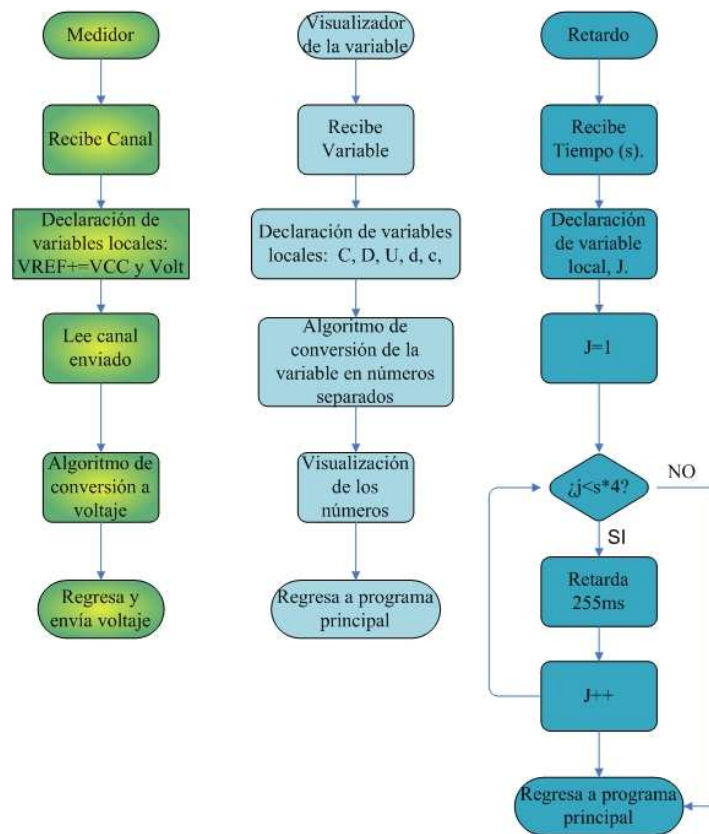 Medidor
Recibe Canal
Declaración de
variables locales:
VREF+=VCC y Volt
Lee canal
enviado
Algoritmo de
conversión a
voltaje
Regresa y
envía voltaje
Visualizador
de la variable
Recibe
Variable
Declaración de variables
locales: C, D, U, d, c,
Algoritmo de
conversión de la
variable en números
separados
Visualización
de los
números
Regresa a programa
principal
Retardo
Recibe
Tiempo (s).
Declaración
de variable
local, J.
J=1
¿j<s*4?
NO
SI
Retarda
255ms
J++
Regresa a programa
principal